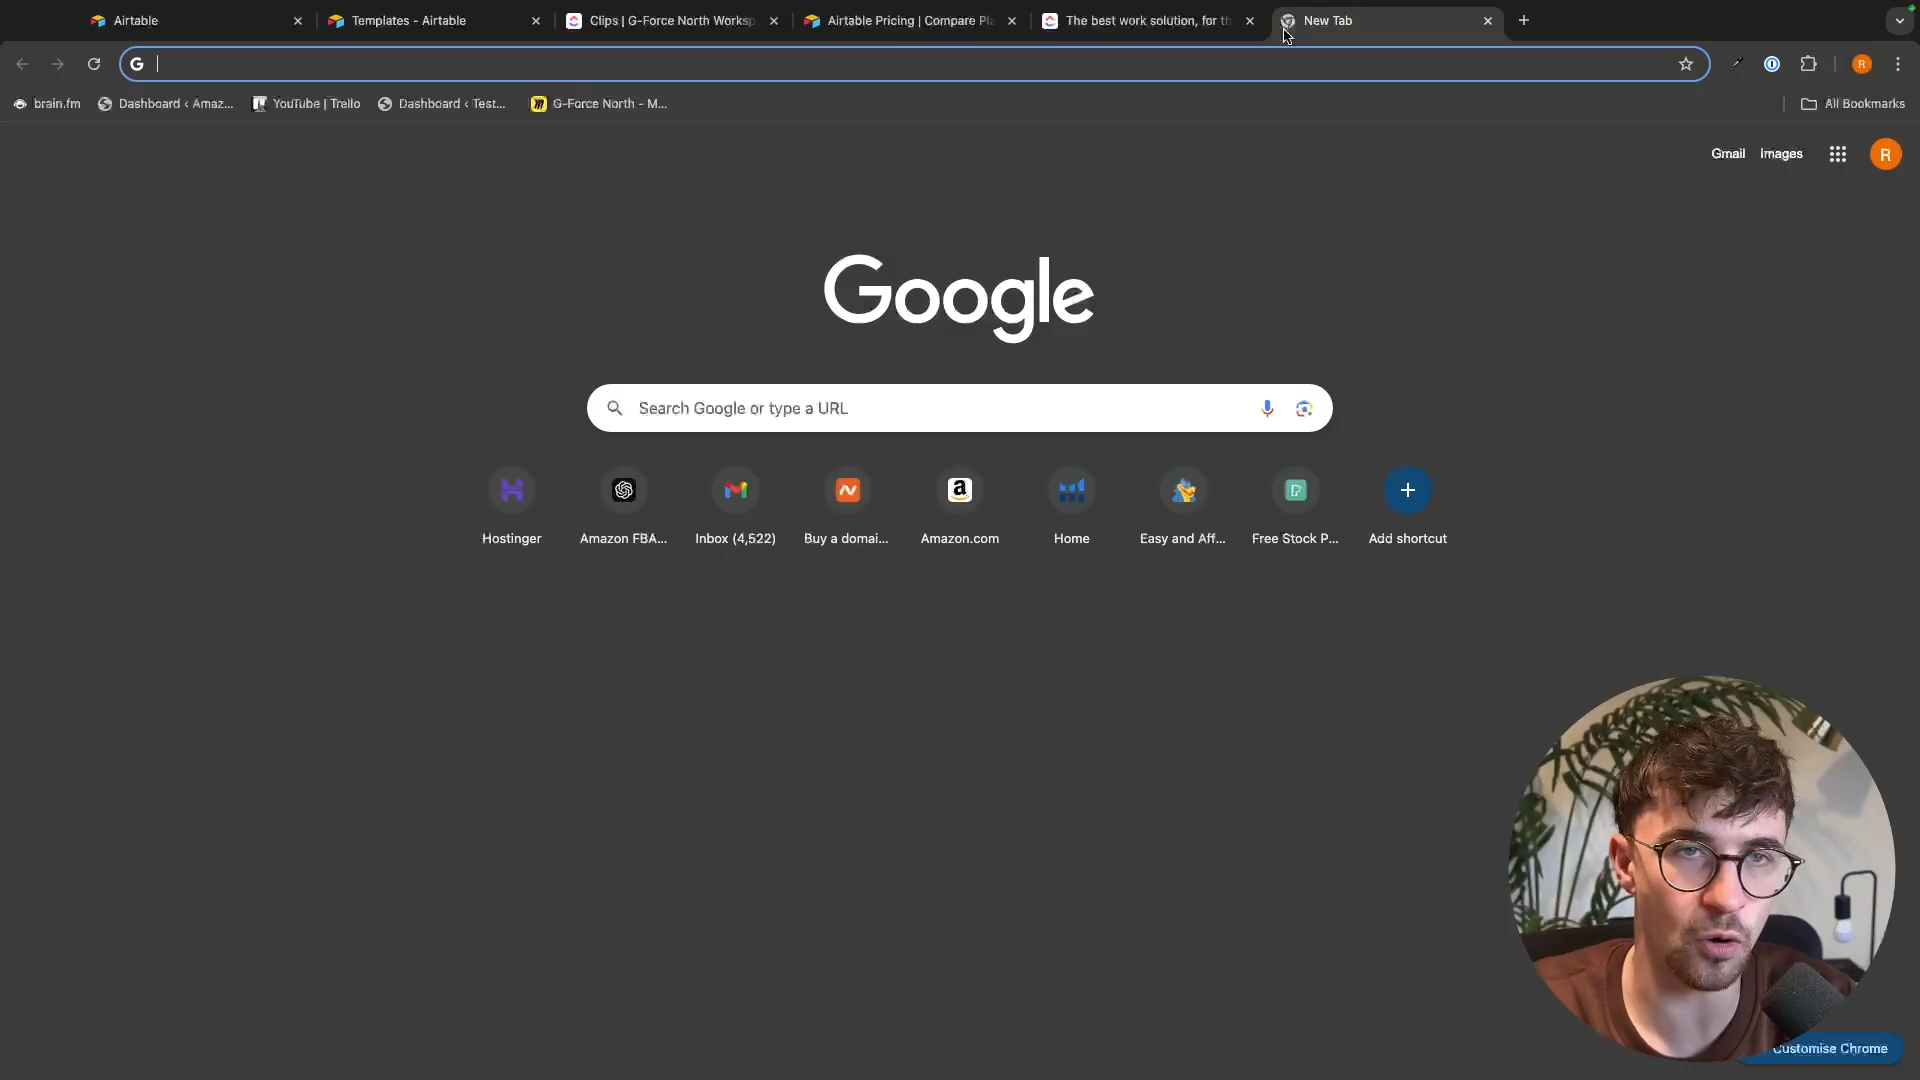 Airtable
Templates - Airtable
Clips | G-Force North Worksp
Airtable Pricing | Compare Pla
The best work solution, for th
New Tab
brain.fm
Dashboard ‹ Amaz...
YouTube | Trello
Dashboard ‹ Test...
G-Force North - M...
All Bookmarks
R
Gmail
Images
R
Google
Search Google or type a URL
Hostinger
Amazon FBA...
Inbox (4,522)
Buy a domai...
Amazon.com
Home
Easy and Aff...
Free Stock P...
Add shortcut
Customise Chrome